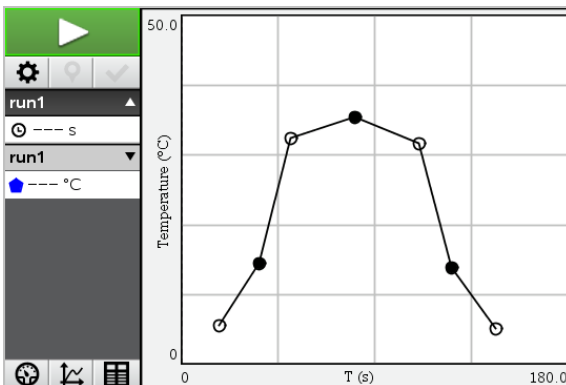 run1
--- s
run1
--- °C
50.0
Temperature (°C)
0
0
T (s)
180.0